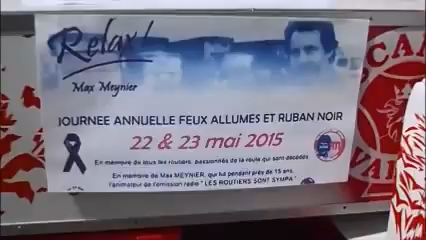 Relax!
Max Meynier
JOURNEE ANNUELLE FEUX ALLUMES ET RUBAN NOIR
22 & 23 mai 2015
En mémoire de tous les routiers, passionnés de la route qui sont décédés
En mémoire de Max MEYNIER, qui fut pendant près de 15 ans,
l'animateur de l'émission radio " LES ROUTIERS SONT SYMPA "
SCAN